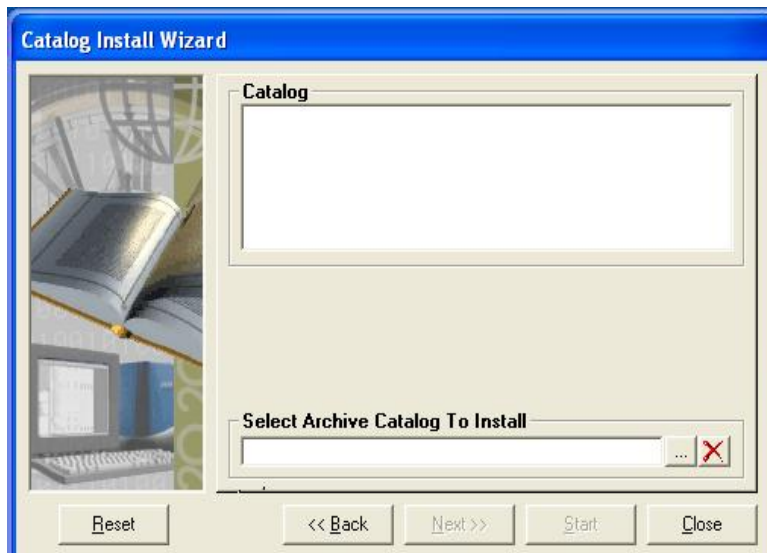 Catalog Install Wizard
Catalog
Select Archive Catalog To Install
...
Reset
<< Back
Next >>
Start
Close